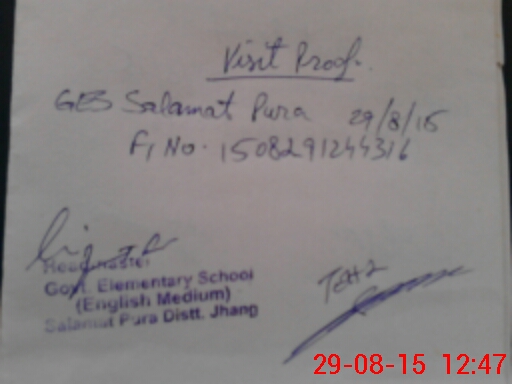 Visit Proof.
GES Salamat Pura 29/8/15
F, No. 1508291244316
Headmaster
Govt. Elementary School
(English Medium)
Salamat Pura Distt. Jhang
29-08-15 12:47